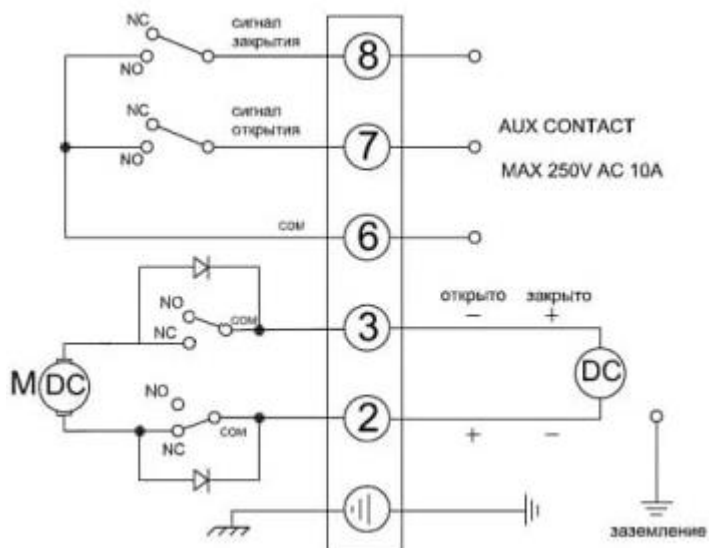 NC
NO
сигнал
закрытия
8
NC
NO
сигнал
открытия
7
AUX CONTACT
MAX 250V AC 10A
COM
6
NO
NC
COM
3
открыто
закрыто
− +
M DC
DC
NO
NC
COM
2
+ −
заземление